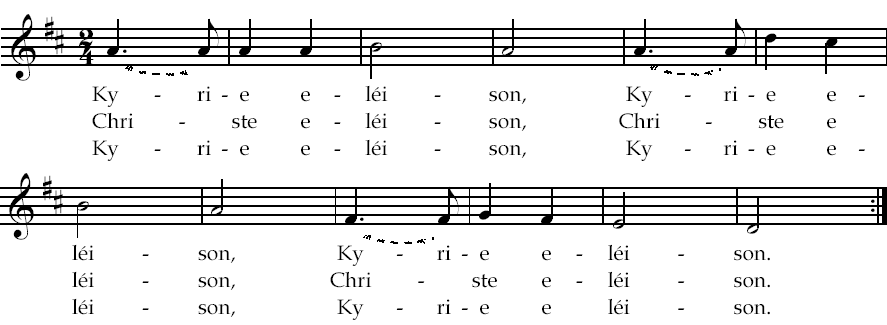 2
4
Ky - ri - e e - léi - son, Ky - ri - e e -
Chri - ste e - léi - son, Chri - ste e
Ky - ri - e e - léi - son, Ky - ri - e e -
léi - son, Ky - ri - e e - léi - son.
léi - son, Chri - ste e - léi - son.
léi - son, Ky - ri - e e léi - son.